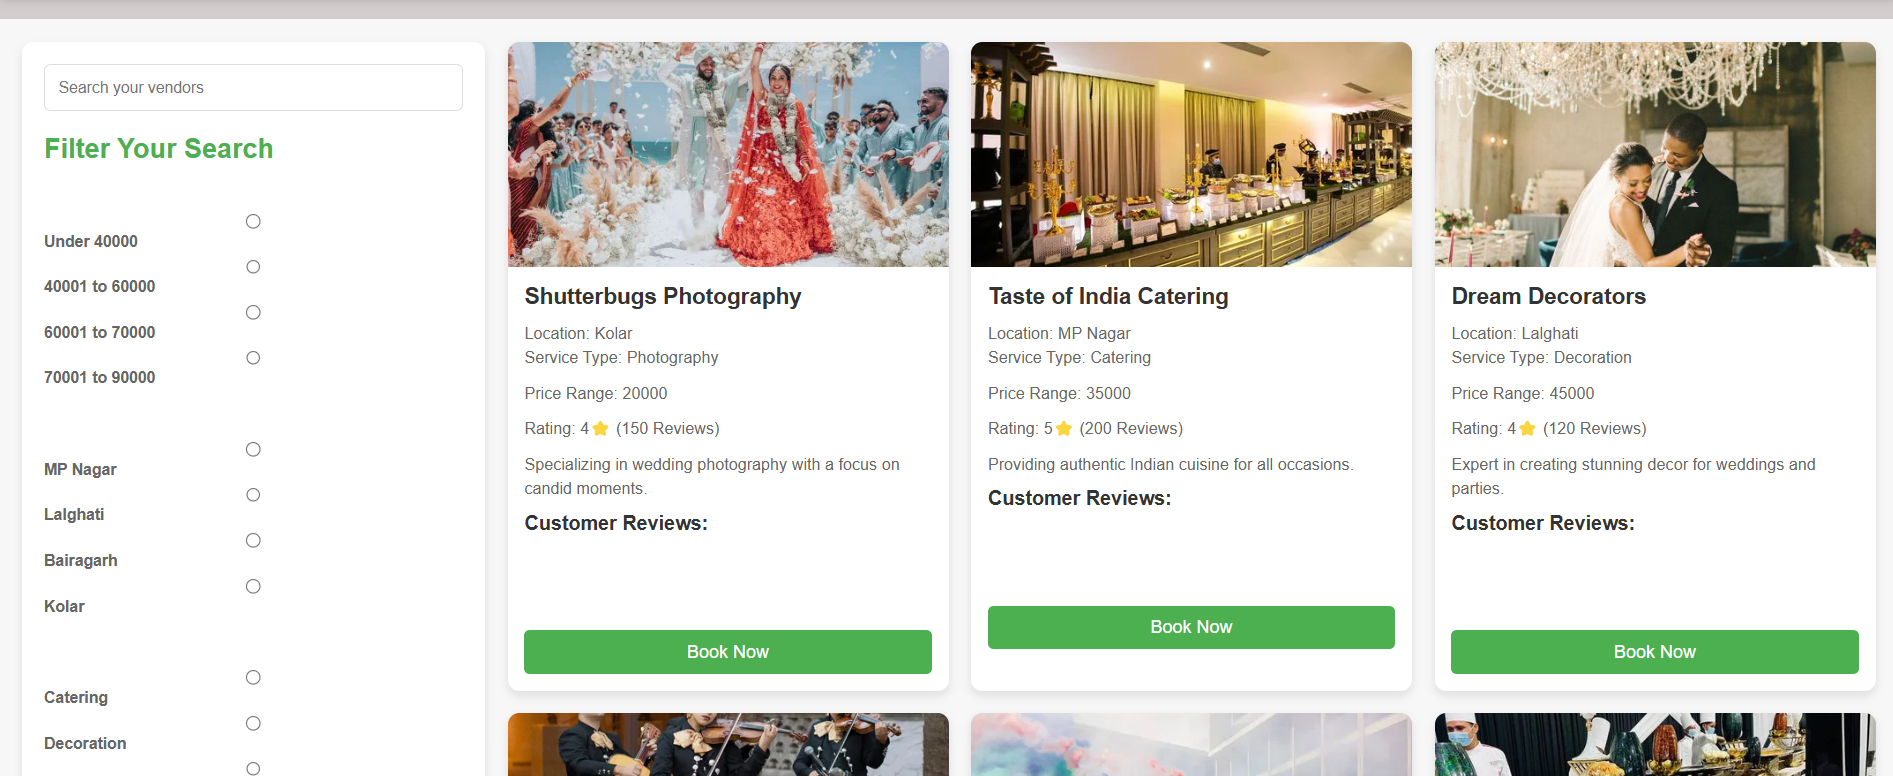 Search your vendors
Filter Your Search
Under 40000
40001 to 60000
60001 to 70000
70001 to 90000
MP Nagar
Lalghati
Bairagarh
Kolar
Catering
Decoration
Shutterbugs Photography
Location: Kolar
Service Type: Photography
Price Range: 20000
Rating: 4⭐ (150 Reviews)
Specializing in wedding photography with a focus on
candid moments.
Customer Reviews:
Book Now
Taste of India Catering
Location: MP Nagar
Service Type: Catering
Price Range: 35000
Rating: 5⭐ (200 Reviews)
Providing authentic Indian cuisine for all occasions.
Customer Reviews:
Book Now
Dream Decorators
Location: Lalghati
Service Type: Decoration
Price Range: 45000
Rating: 4⭐ (120 Reviews)
Expert in creating stunning decor for weddings and
parties.
Customer Reviews:
Book Now